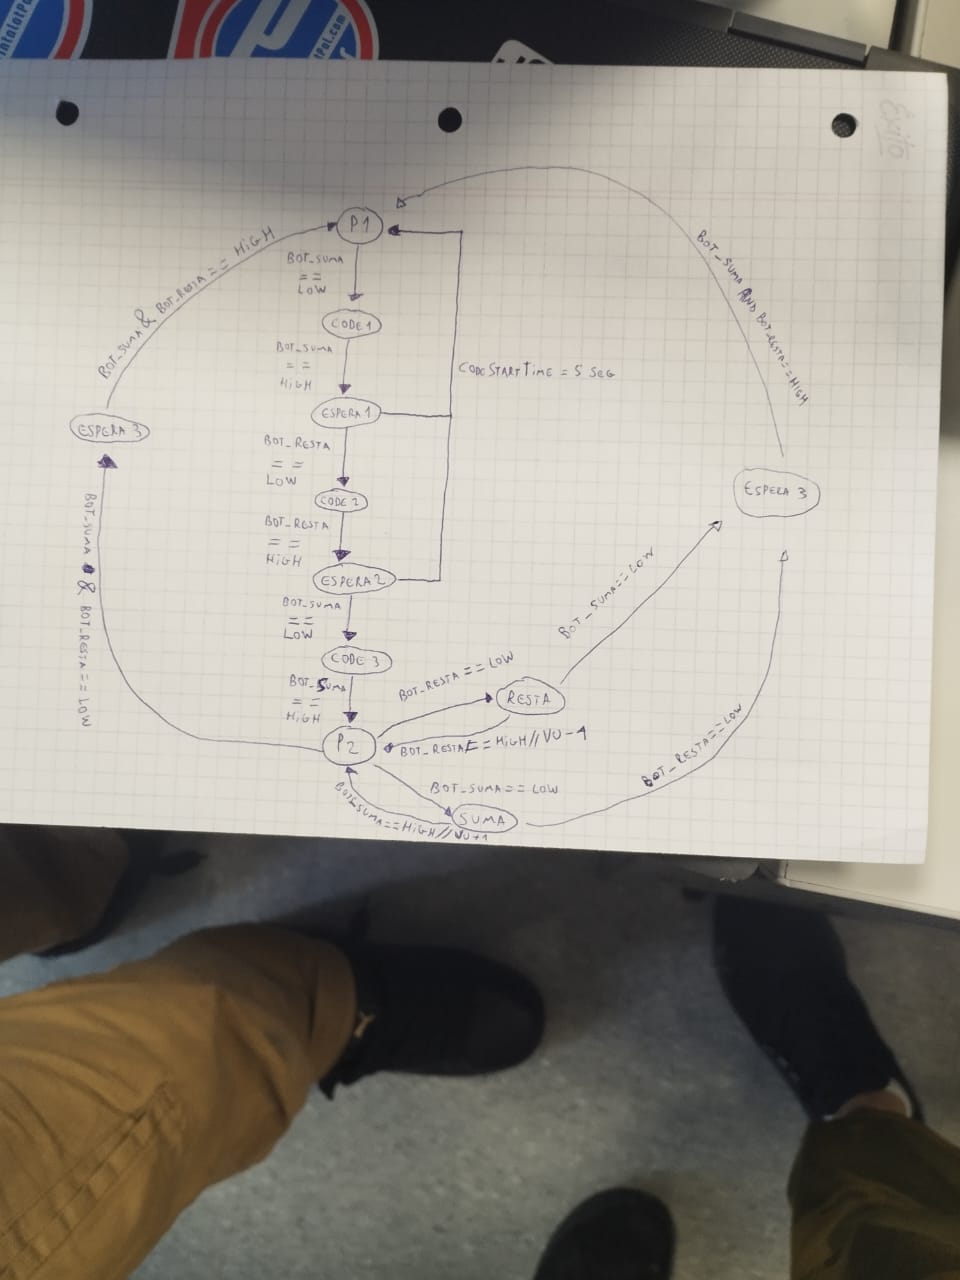 Éxito
P1
BOT_SUMA
==
LOW
CODE 1
BOT_SUMA
==
HIGH
ESPERA 1
CODE START TIME = 5 SEG
BOT_RESTA
==
LOW
CODE 2
BOT_RESTA
==
HIGH
ESPERA 2
BOT_SUMA
==
LOW
CODE 3
BOT_SUMA
==
HIGH
P2
BOT_RESTA == LOW
RESTA
BOT_RESTA == HIGH // VU-1
BOT_SUMA == LOW
SUMA
BOT_SUMA == HIGH // VU+1
BOT_SUMA & BOT_RESTA == LOW
ESPERA 3
BOT_SUMA & BOT_RESTA == HIGH
BOT_SUMA == LOW
BOT_RESTA == LOW
ESPERA 3
BOT_SUMA AND BOT_RESTA == HIGH